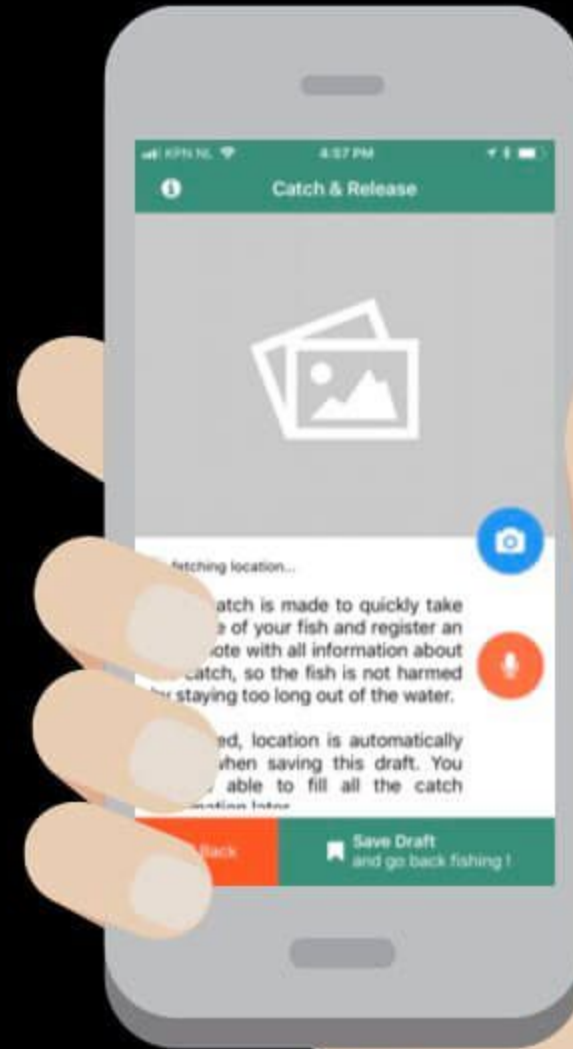 KPN NL 4:57 PM
Catch & Release
fetching location...
atch is made to quickly take
e of your fish and register an
ote with all information about
catch, so the fish is not harmed
by staying too long out of the water.
ed, location is automatically
when saving this draft. You
able to fill all the catch
mation later
Back
Save Draft
and go back fishing !